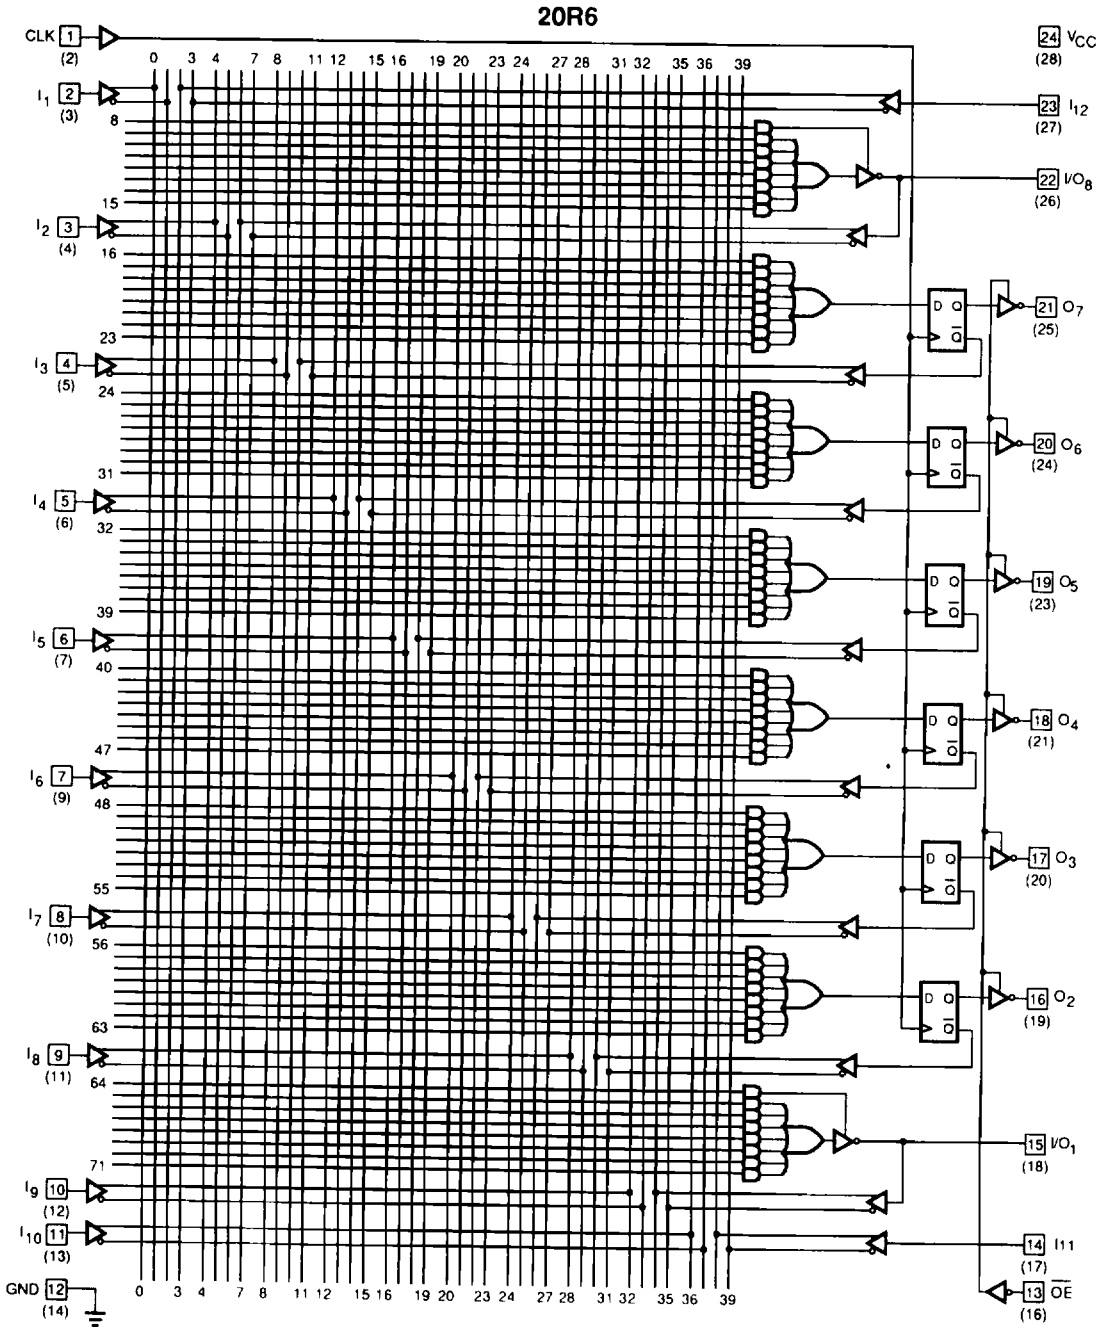 20R6
CLK 1
(2)
24 VCC
(28)
0 3 4 7 8 11 12 15 16 19 20 23 24 27 28 31 32 35 36 39
I1 2
(3)
23 I12
(27)
8
22 I/O8
(26)
15
I2 3
(4)
16
D Q
Q
21 O7
(25)
23
I3 4
(5)
24
D Q
Q
20 O6
(24)
31
I4 5
(6)
32
D Q
Q
19 O5
(23)
39
I5 6
(7)
40
D Q
Q
18 O4
(21)
47
I6 7
(9)
48
D Q
Q
17 O3
(20)
55
I7 8
(10)
56
D Q
Q
16 O2
(19)
63
I8 9
(11)
64
15 I/O1
(18)
71
I9 10
(12)
I10 11
(13)
14 I11
(17)
GND 12
(14)
0 3 4 7 8 11 12 15 16 19 20 23 24 27 28 31 32 35 36 39
13 OE
(16)